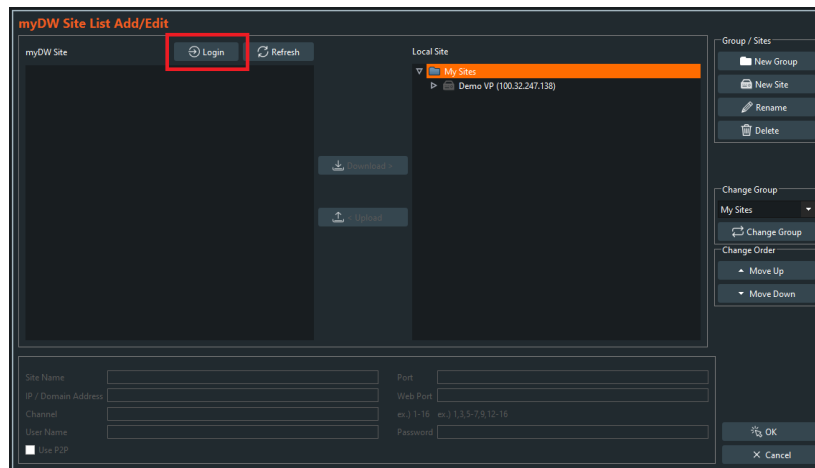 myDW Site List Add/Edit
myDW Site
Login
Refresh
Local Site
My Sites
Demo VP (100.32.247.138)
Download >
< Upload
Group / Sites
New Group
New Site
Rename
Delete
Change Group
My Sites
Change Group
Change Order
Move Up
Move Down
Site Name
Port
IP / Domain Address
Web Port
Channel
ex.) 1-16 ex.) 1,3,5-7,9,12-16
User Name
Password
Use P2P
OK
Cancel